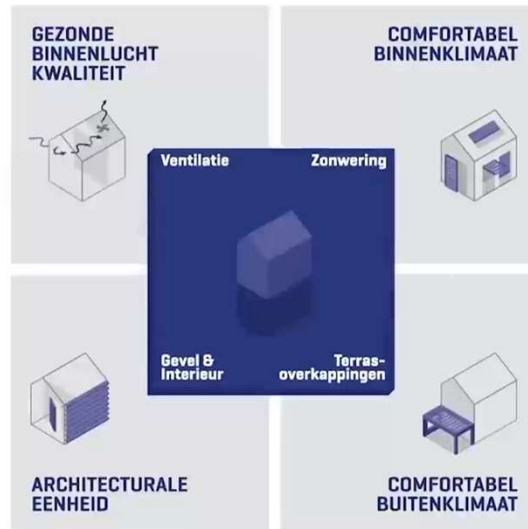 GEZONDE
BINNENLUCHT
KWALITEIT
COMFORTABEL
BINNENKLIMAAT
Ventilatie
Zonwering
Gevel &
Interieur
Terras-
overkappingen
ARCHITECTURALE
EENHEID
COMFORTABEL
BUITENKLIMAAT